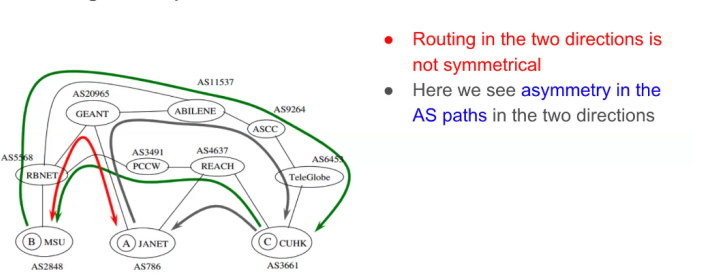 Routing in the two directions is
not symmetrical
Here we see asymmetry in the
AS paths in the two directions
AS11537
AS20965
GEANT
ABILENE
AS9264
ASCC
AS3491
AS4637
AS5568
PCCW
REACH
AS6453
RBNET
TeleGlobe
B MSU
A JANET
C CUHK
AS2848
AS786
AS3661